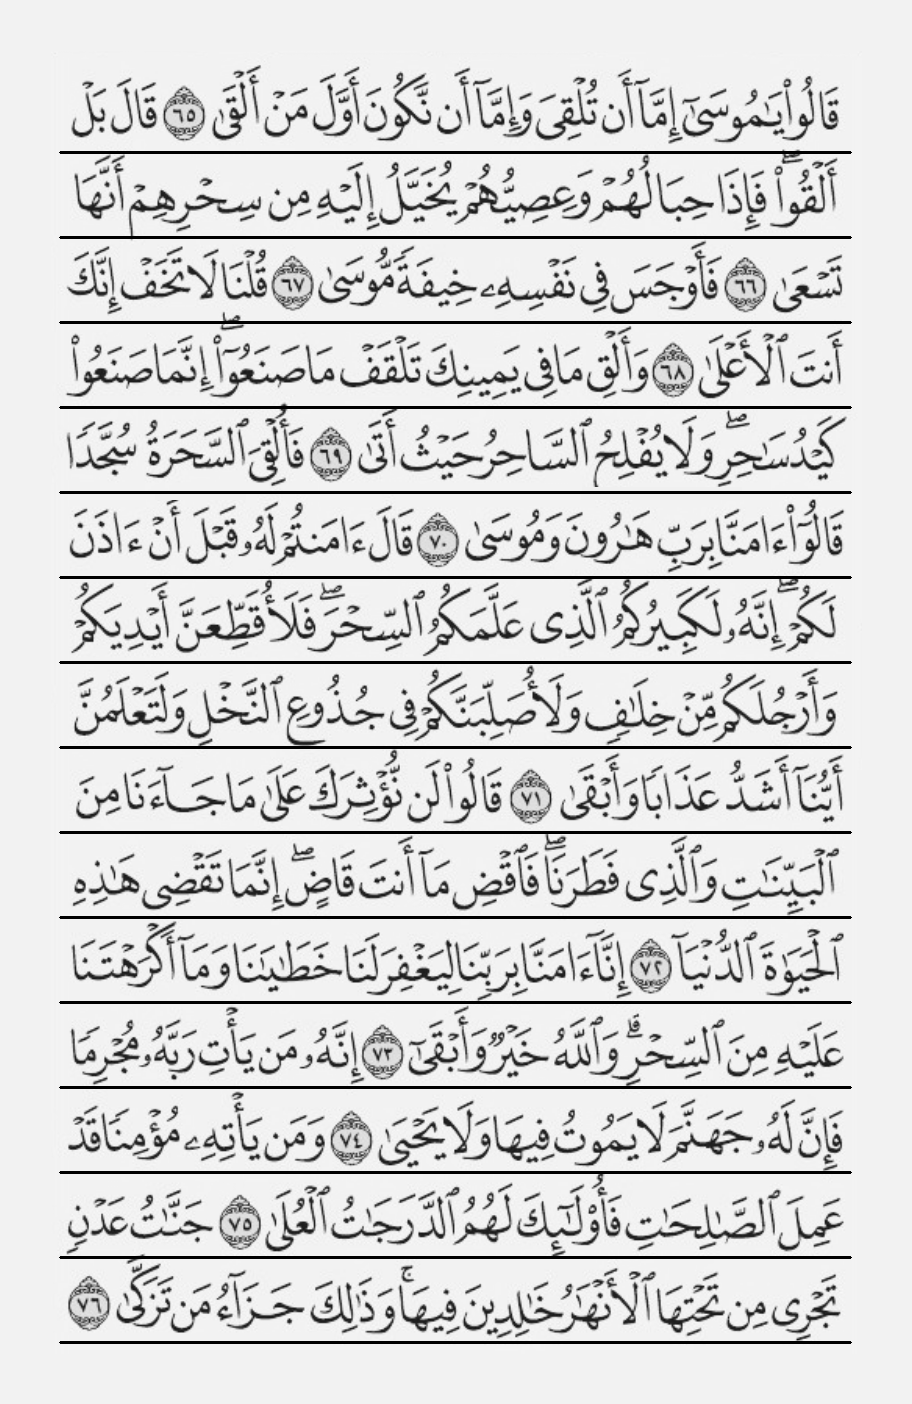 قَالُوا۟ يَـٰمُوسَىٰٓ إِمَّآ أَن تُلْقِىَ وَإِمَّآ أَن نَّكُونَ أَوَّلَ مَنْ أَلْقَىٰ ٦٥ قَالَ بَلْ
أَلْقُوا۟ ۖ فَإِذَا حِبَالُهُمْ وَعِصِيُّهُمْ يُخَيَّلُ إِلَيْهِ مِن سِحْرِهِمْ أَنَّهَا
تَسْعَىٰ ٦٦ فَأَوْجَسَ فِى نَفْسِهِۦ خِيفَةً مُّوسَىٰ ٦٧ قُلْنَا لَا تَخَفْ إِنَّكَ
أَنتَ ٱلْأَعْلَىٰ ٦٨ وَأَلْقِ مَا فِى يَمِينِكَ تَلْقَفْ مَا صَنَعُوٓا۟ ۖ إِنَّمَا صَنَعُوا۟
كَيْدُ سَـٰحِرٍ ۖ وَلَا يُفْلِحُ ٱلسَّاحِرُ حَيْثُ أَتَىٰ ٦٩ فَأُلْقِىَ ٱلسَّحَرَةُ سُجَّدًا
قَالُوٓا۟ ءَامَنَّا بِرَبِّ هَـٰرُونَ وَمُوسَىٰ ٧٠ قَالَ ءَامَنتُمْ لَهُۥ قَبْلَ أَنْ ءَاذَنَ
لَكُمْ ۖ إِنَّهُۥ لَكَبِيرُكُمُ ٱلَّذِى عَلَّمَكُمُ ٱلسِّحْرَ ۖ فَلَأُقَطِّعَنَّ أَيْدِيَكُمْ
وَأَرْجُلَكُم مِّنْ خِلَـٰفٍ وَلَأُصَلِّبَنَّكُمْ فِى جُذُوعِ ٱلنَّخْلِ وَلَتَعْلَمُنَّ
أَيُّنَآ أَشَدُّ عَذَابًا وَأَبْقَىٰ ٧١ قَالُوا۟ لَن نُّؤْثِرَكَ عَلَىٰ مَا جَآءَنَا مِنَ
ٱلْبَيِّنَـٰتِ وَٱلَّذِى فَطَرَنَا ۖ فَٱقْضِ مَآ أَنتَ قَاضٍ ۖ إِنَّمَا تَقْضِى هَـٰذِهِ
ٱلْحَيَوٰةَ ٱلدُّنْيَآ ٧٢ إِنَّآ ءَامَنَّا بِرَبِّنَا لِيَغْفِرَ لَنَا خَطَـٰيَـٰنَا وَمَآ أَكْرَهْتَنَا
عَلَيْهِ مِنَ ٱلسِّحْرِ ۗ وَٱللَّهُ خَيْرٌ وَأَبْقَىٰٓ ٧٣ إِنَّهُۥ مَن يَأْتِ رَبَّهُۥ مُجْرِمًا
فَإِنَّ لَهُۥ جَهَنَّمَ لَا يَمُوتُ فِيهَا وَلَا يَحْيَىٰ ٧٤ وَمَن يَأْتِهِۦ مُؤْمِنًا قَدْ
عَمِلَ ٱلصَّـٰلِحَـٰتِ فَأُو۟لَـٰٓئِكَ لَهُمُ ٱلدَّرَجَـٰتُ ٱلْعُلَىٰ ٧٥ جَنَّـٰتُ عَدْنٍ
تَجْرِى مِن تَحْتِهَا ٱلْأَنْهَـٰرُ خَـٰلِدِينَ فِيهَا ۚ وَذَٰلِكَ جَزَآءُ مَن تَزَكَّىٰ ٧٦